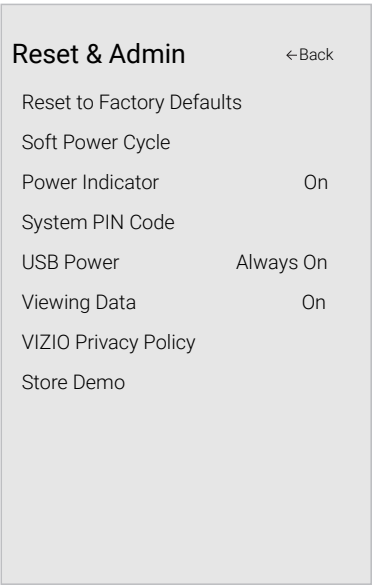 Reset & Admin ←Back
Reset to Factory Defaults
Soft Power Cycle
Power Indicator On
System PIN Code
USB Power Always On
Viewing Data On
VIZIO Privacy Policy
Store Demo